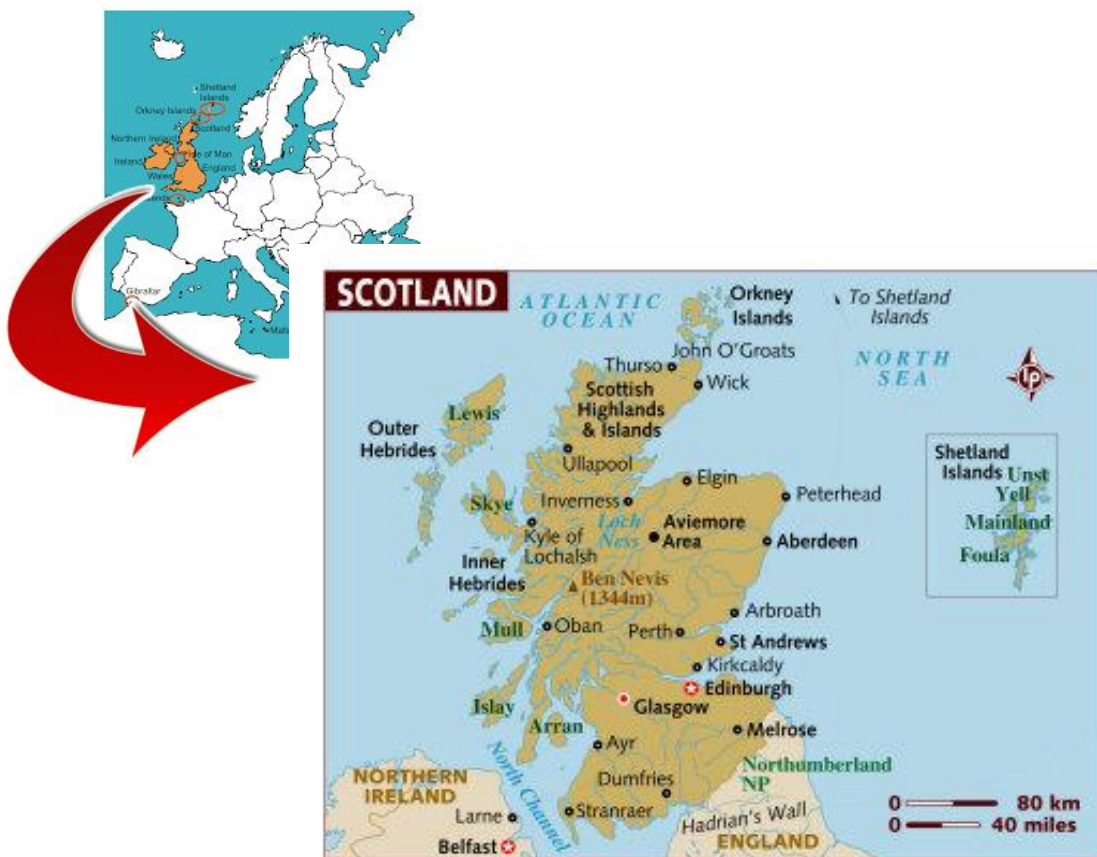 Shetland
Islands
Orkney Islands
Scotland
Northern Ireland
Isle of Man
Ireland
England
Wales
Gibraltar
SCOTLAND
ATLANTIC
OCEAN
Orkney
Islands
To Shetland
Islands
NORTH
SEA
John O'Groats
Thurso
Wick
Scottish
Highlands
& Islands
Lewis
Outer
Hebrides
Ullapool
Elgin
Shetland
Islands
Unst
Yell
Mainland
Foula
Peterhead
Inverness
Skye
Loch
Ness
Aviemore
Area
Kyle of
Lochalsh
Aberdeen
Inner
Hebrides
Ben Nevis
(1344m)
Arbroath
Mull
Oban
Perth
St Andrews
Kirkcaldy
Edinburgh
Glasgow
Islay
Arran
Melrose
Ayr
North Channel
Northumberland
NP
NORTHERN
IRELAND
Dumfries
Stranraer
Larne
Hadrian's Wall
ENGLAND
Belfast
0 80 km
0 40 miles
lp